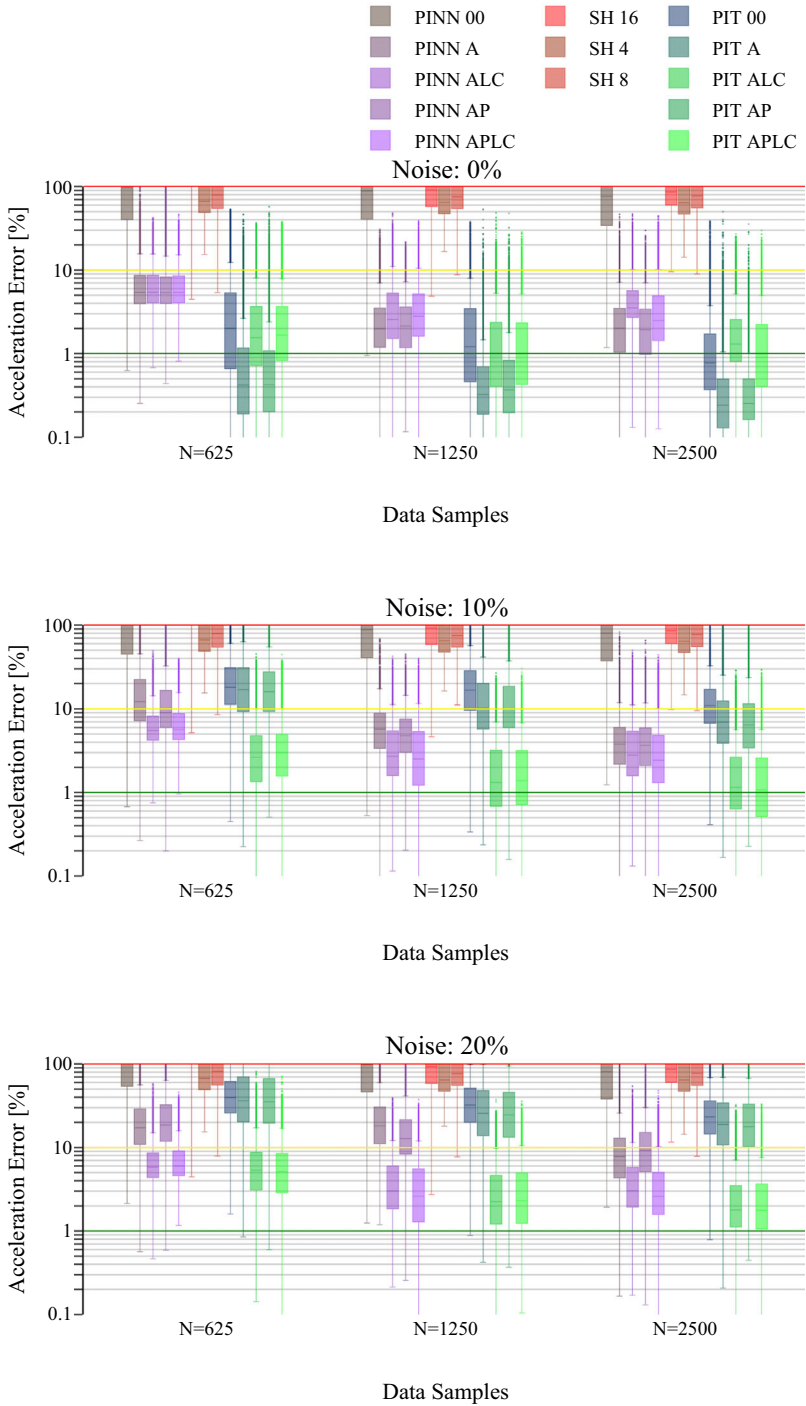 PINN 00 SH 16 PIT 00
PINN A SH 4 PIT A
PINN ALC SH 8 PIT ALC
PINN AP PIT AP
PINN APLC PIT APLC
Noise: 0%
Acceleration Error [%]
100
10
1
0.1
N=625 N=1250 N=2500
Data Samples
Noise: 10%
Acceleration Error [%]
100
10
1
0.1
N=625 N=1250 N=2500
Data Samples
Noise: 20%
Acceleration Error [%]
100
10
1
0.1
N=625 N=1250 N=2500
Data Samples